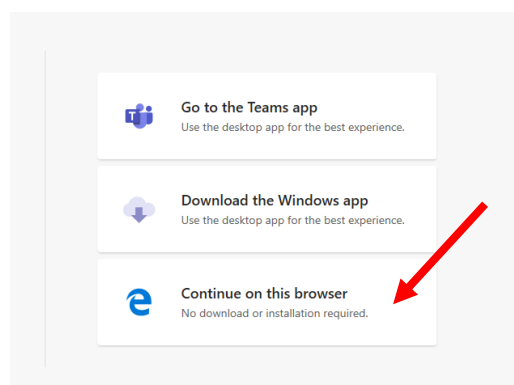 Go to the Teams app
Use the desktop app for the best experience.
Download the Windows app
Use the desktop app for the best experience.
Continue on this browser
No download or installation required.